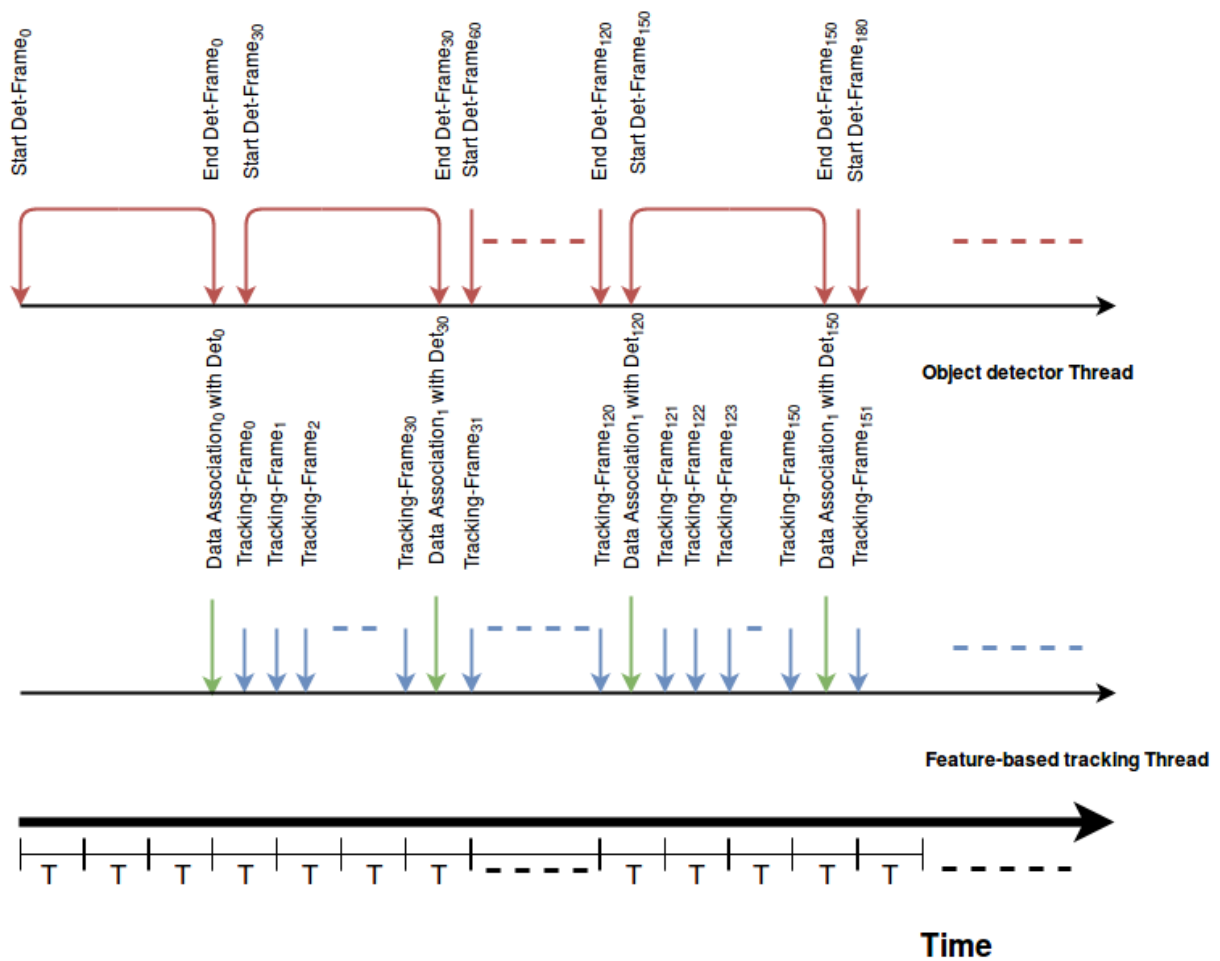 Start Det-Frame₀
End Det-Frame₀
Start Det-Frame₃₀
End Det-Frame₃₀
Start Det-Frame₆₀
End Det-Frame₁₂₀
Start Det-Frame₁₅₀
End Det-Frame₁₅₀
Start Det-Frame₁₈₀
Object detector Thread
Data Association₀ with Det₀
Tracking-Frame₀
Tracking-Frame₁
Tracking-Frame₂
Tracking-Frame₃₀
Data Association₁ with Det₃₀
Tracking-Frame₃₁
Tracking-Frame₁₂₀
Data Association₁ with Det₁₂₀
Tracking-Frame₁₂₁
Tracking-Frame₁₂₂
Tracking-Frame₁₂₃
Tracking-Frame₁₅₀
Data Association₁ with Det₁₅₀
Tracking-Frame₁₅₁
Feature-based tracking Thread
T T T T T T T T T T T T
Time